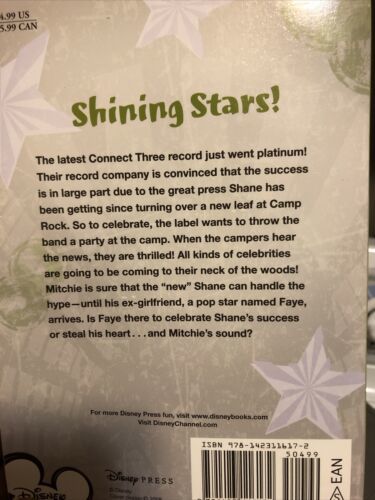 4.99 US
5.99 CAN
Shining Stars!
The latest Connect Three record just went platinum!
Their record company is convinced that the success
is in large part due to the great press Shane has
been getting since turning over a new leaf at Camp
Rock. So to celebrate, the label wants to throw the
band a party at the camp. When the campers hear
the news, they are thrilled! All kinds of celebrities
are going to be coming to their neck of the woods!
Mitchie is sure that the “new” Shane can handle the
hype—until his ex-girlfriend, a pop star named Faye,
arrives. Is Faye there to celebrate Shane’s success
or steal his heart . . . and Mitchie’s sound?
For more Disney Press fun, visit www.disneybooks.com
Visit DisneyChannel.com
Disney PRESS
© Disney
ISBN 978-142311617-2
50499
EAN
Disney